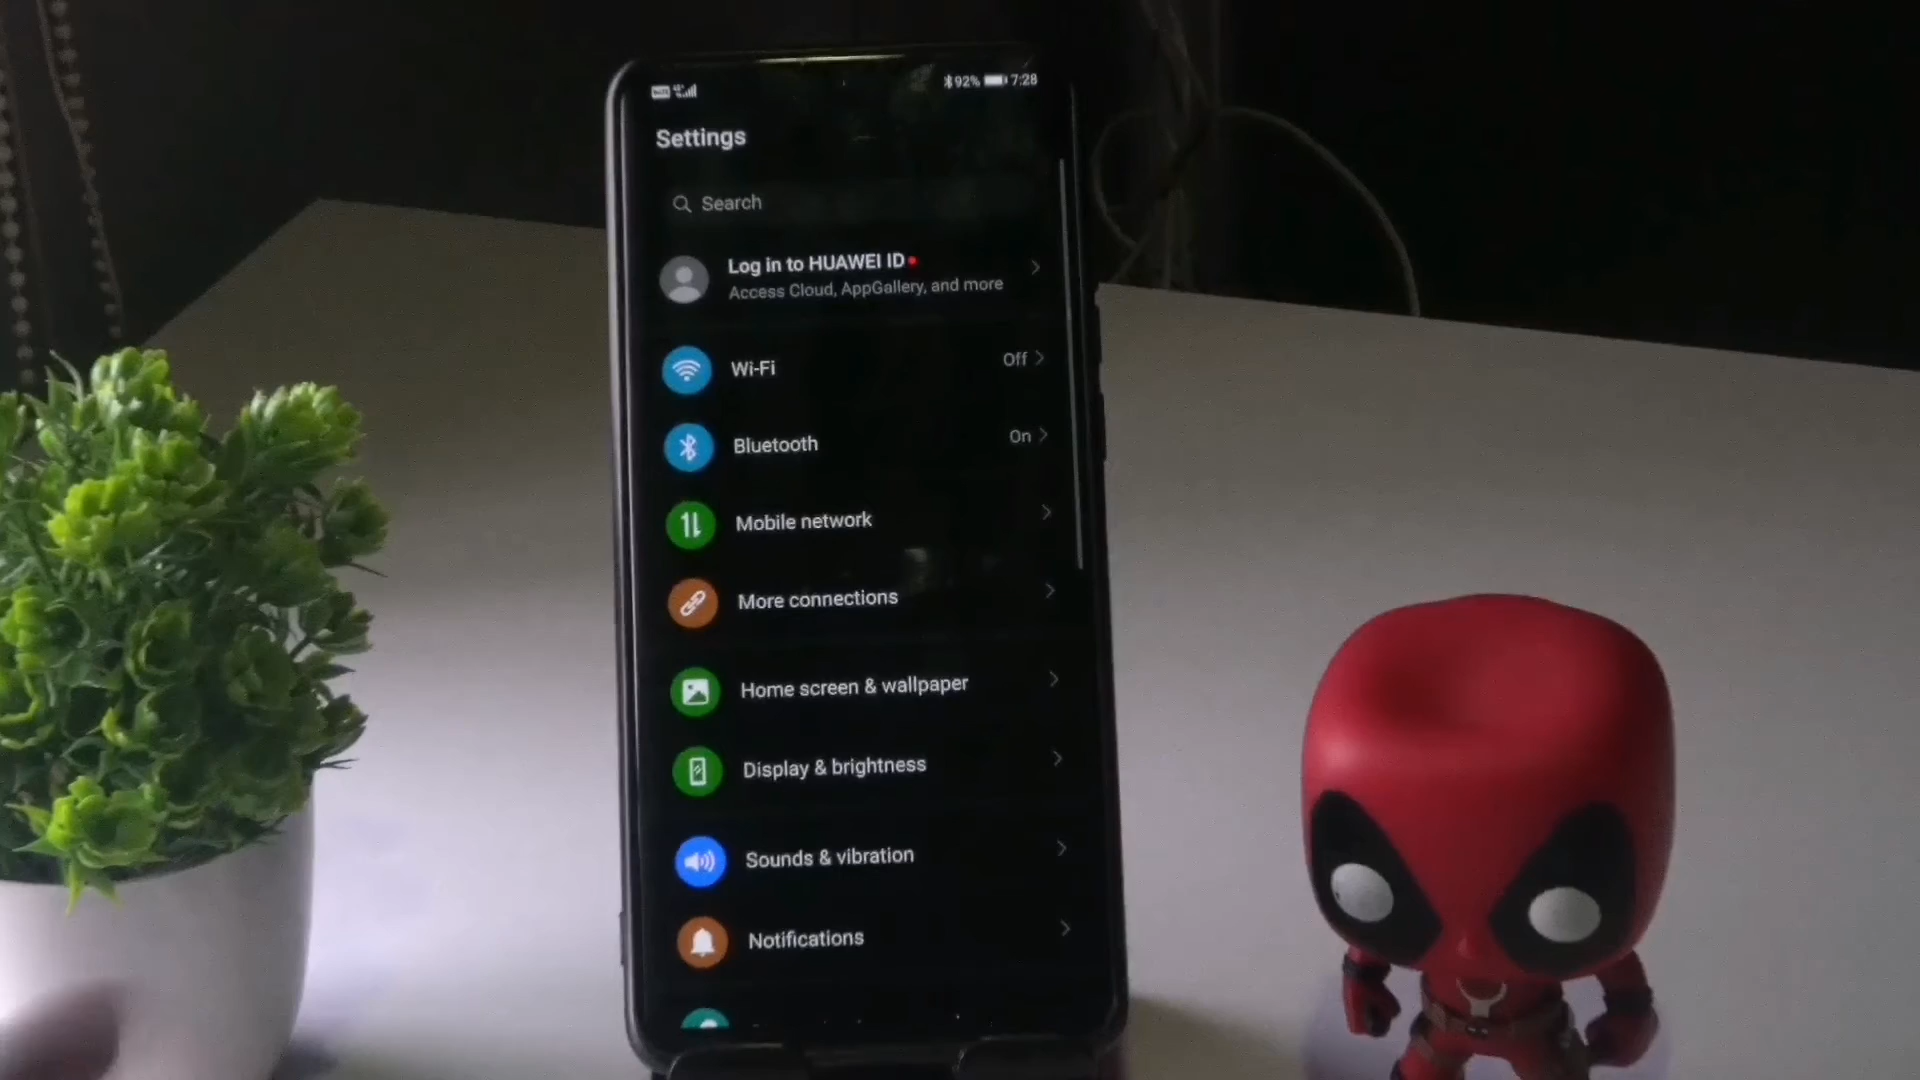 92% 7:28
Settings
Search
Log in to HUAWEI ID
Access Cloud, AppGallery, and more
Wi-Fi Off
Bluetooth On
Mobile network
More connections
Home screen & wallpaper
Display & brightness
Sounds & vibration
Notifications